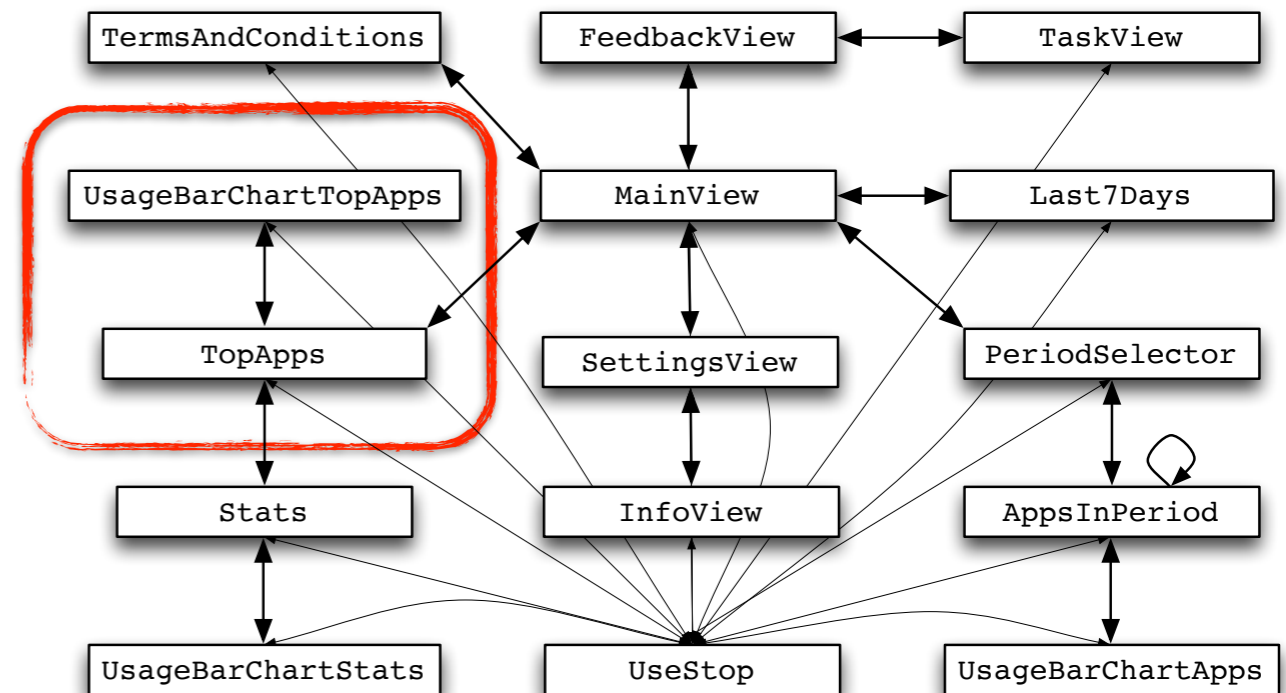 TermsAndConditions
FeedbackView
TaskView
UsageBarChartTopApps
MainView
Last7Days
TopApps
SettingsView
PeriodSelector
Stats
InfoView
AppsInPeriod
UsageBarChartStats
UseStop
UsageBarChartApps